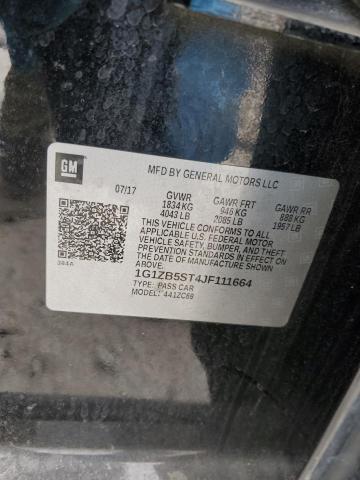 GM
MFD BY GENERAL MOTORS LLC
07/17 GVWR GAWR FRT GAWR RR
1834 KG 946 KG 888 KG
4043 LB 2085 LB 1957 LB
THIS VEHICLE CONFORMS TO ALL
APPLICABLE U.S. FEDERAL MOTOR
VEHICLE SAFETY, BUMPER, AND THEFT
PREVENTION STANDARDS IN EFFECT ON
THE DATE OF MANUFACTURE SHOWN ABOVE.
1G1ZB5ST4JF111664
TYPE: PASS CAR
MODEL: 441ZC69